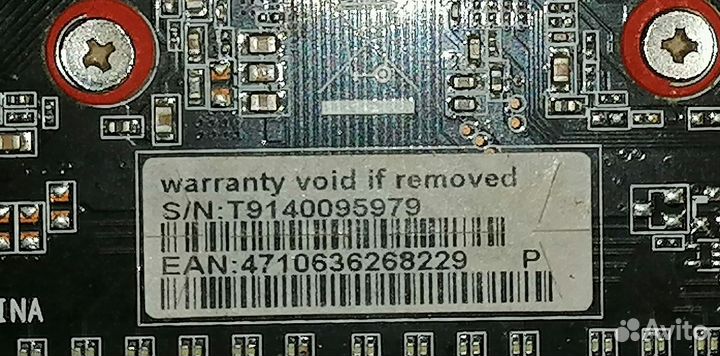 warranty void if removed
S/N:T9140095979
EAN:4710636268229 P
INA
Avito